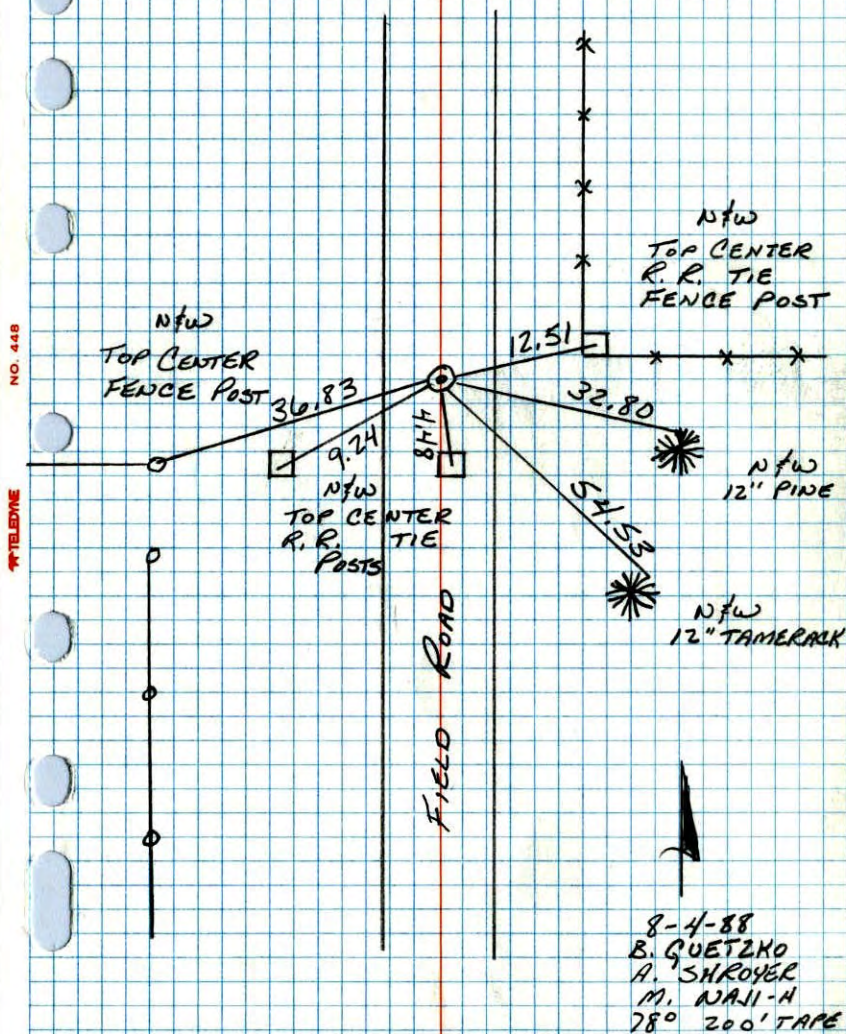 NO. 448
TELEDYNE
N&W
TOP CENTER
R. R. TIE
FENCE POST
N&W
TOP CENTER
FENCE POST
12.51
36.83
32.80
9.24
4.48
N&W
12" PINE
N&W
TOP CENTER
R. R. TIE
POSTS
54.53
N&W
12" TAMERACK
FIELD ROAD
8-4-88
B. GUETZKO
A. SHROYER
78° 200' TAPE